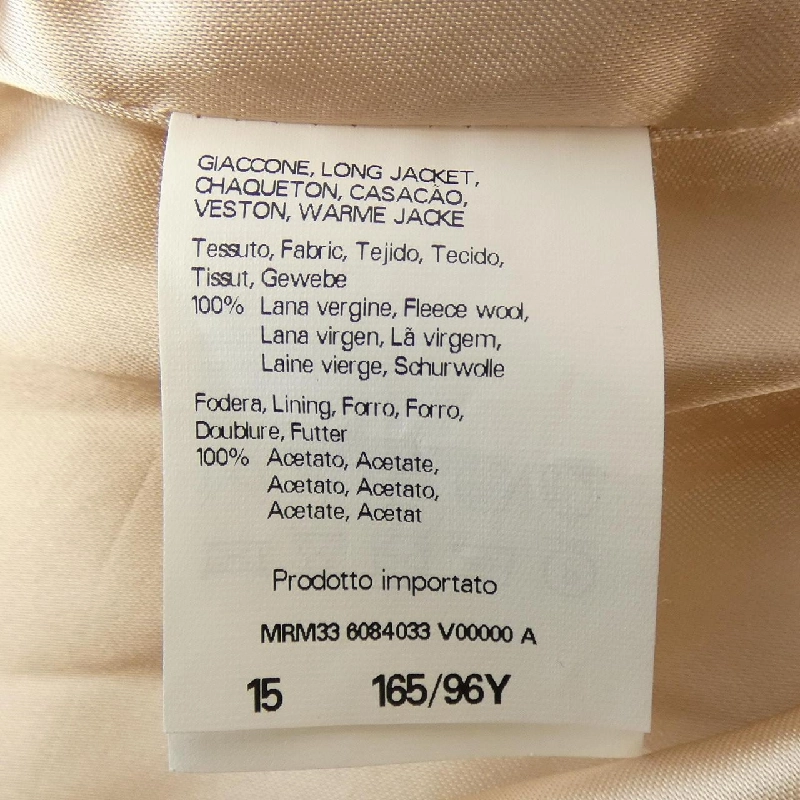 GIACCONE, LONG JACKET,
CHAQUETON, CASACÃO,
VESTON, WARME JACKE
Tessuto, Fabric, Tejido, Tecido,
Tissut, Gewebe
100% Lana vergine, Fleece wool,
Lana virgen, Lã virgem,
Laine vierge, Schurwolle
Fodera, Lining, Forro, Forro,
Doublure, Futter
100% Acetato, Acetate,
Acetato, Acetato,
Acetate, Acetat
Prodotto importato
MRM33 6084033 V00000 A
15 165/96Y